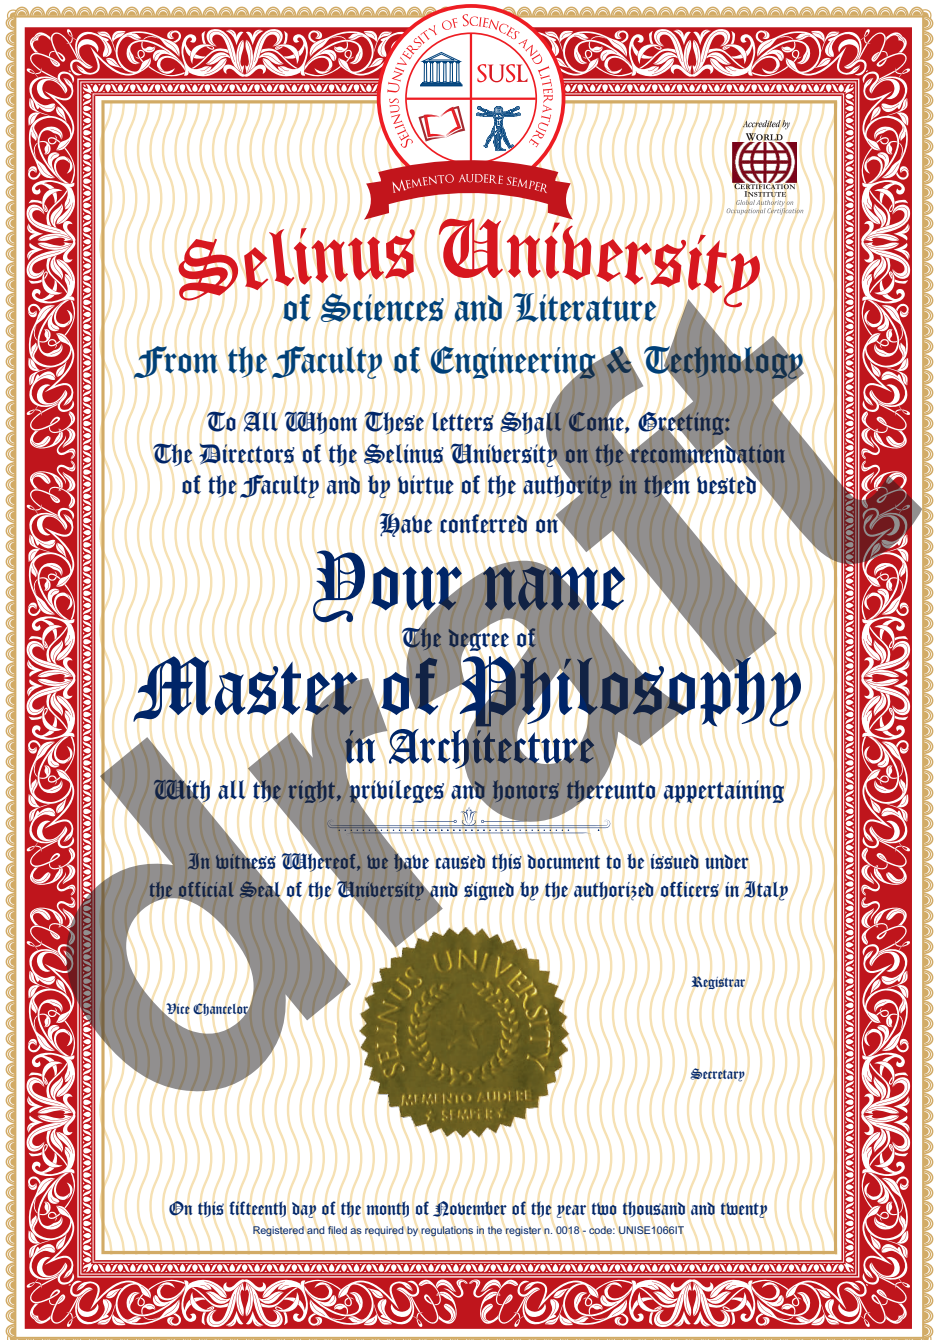 SELINUS UNIVERSITY OF SCIENCES AND LITERATURE
SUSL
MEMENTO AUDERE SEMPER
Accredited by
WORLD
CERTIFICATION
INSTITUTE
Global Authority on
Occupational Certification
Selinus University
of Sciences and Literature
From the Faculty of Engineering & Technology
To All Whom These letters Shall Come, Greeting:
The Directors of the Selinus University on the recommendation
of the Faculty and by virtue of the authority in them vested
Have conferred on
Your name
The degree of
Master of Philosophy
in Architecture
With all the right, privileges and honors thereunto appertaining
In witness Whereof, we have caused this document to be issued under
the official Seal of the University and signed by the authorized officers in Italy
draft
SELINUS UNIVERSITY
MEMENTO AUDERE
SEMPER
Registrar
Vice Chancelor
Secretary
On this fifteenth day of the month of November of the year two thousand and twenty
Registered and filed as required by regulations in the register n. 0018 - code: UNISE1066IT